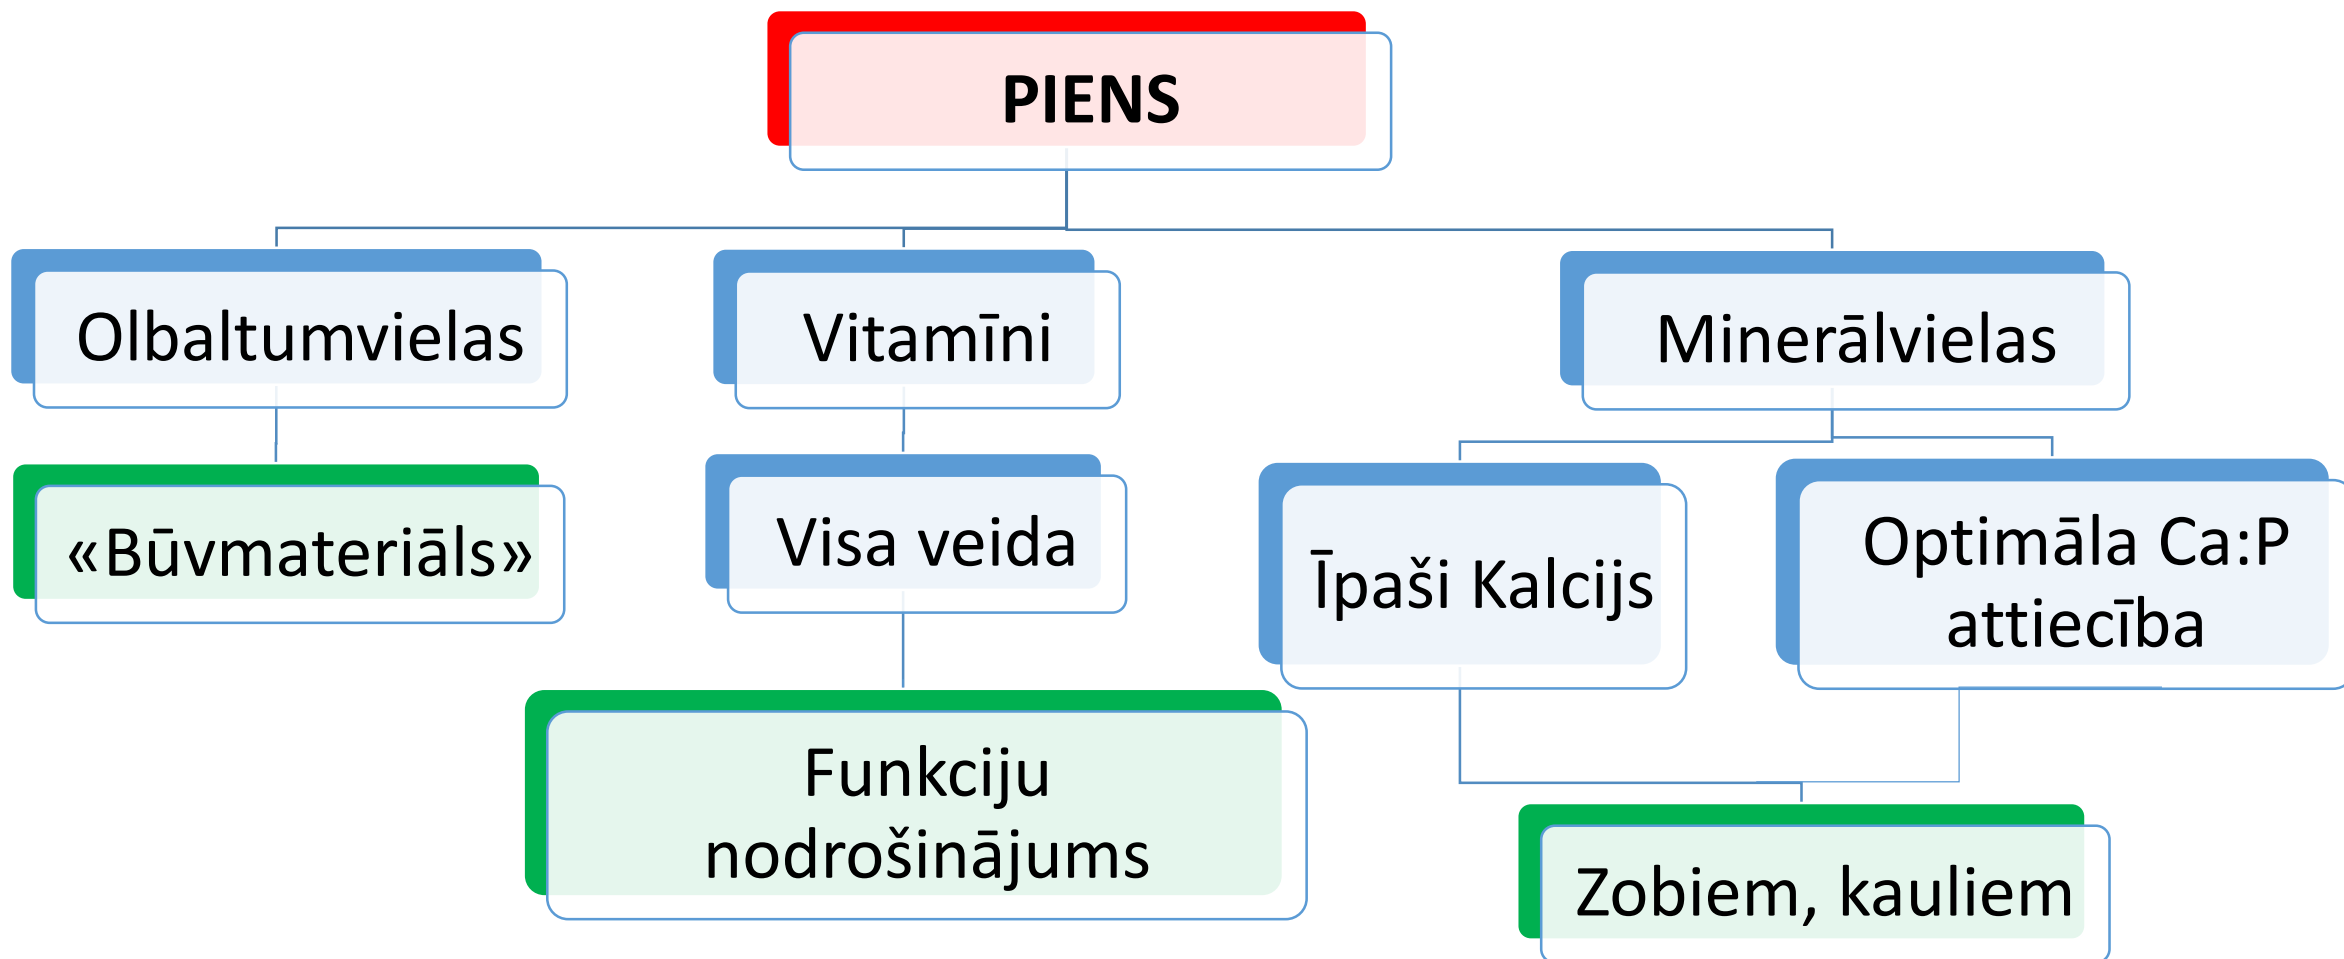 PIENS
Olbaltumvielas
Vitamīni
Minerālvielas
«Būvmateriāls»
Visa veida
Īpaši Kalcijs
Optimāla Ca:P
attiecība
Funkciju
nodrošinājums
Zobiem, kauliem